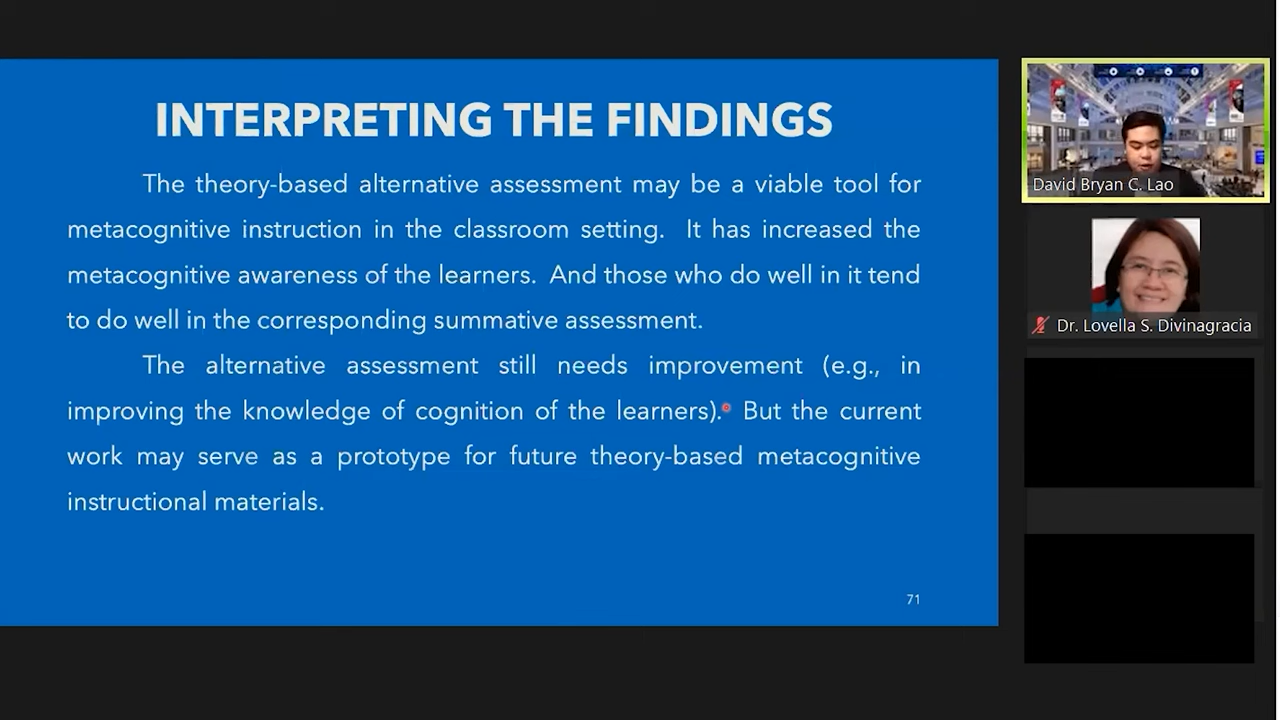 INTERPRETING THE FINDINGS
The theory-based alternative assessment may be a viable tool for
metacognitive instruction in the classroom setting. It has increased the
metacognitive awareness of the learners. And those who do well in it tend
to do well in the corresponding summative assessment.
The alternative assessment still needs improvement (e.g., in
improving the knowledge of cognition of the learners). But the current
work may serve as a prototype for future theory-based metacognitive
instructional materials.
71
David Bryan C. Lao
Dr. Lovella S. Divinagracia